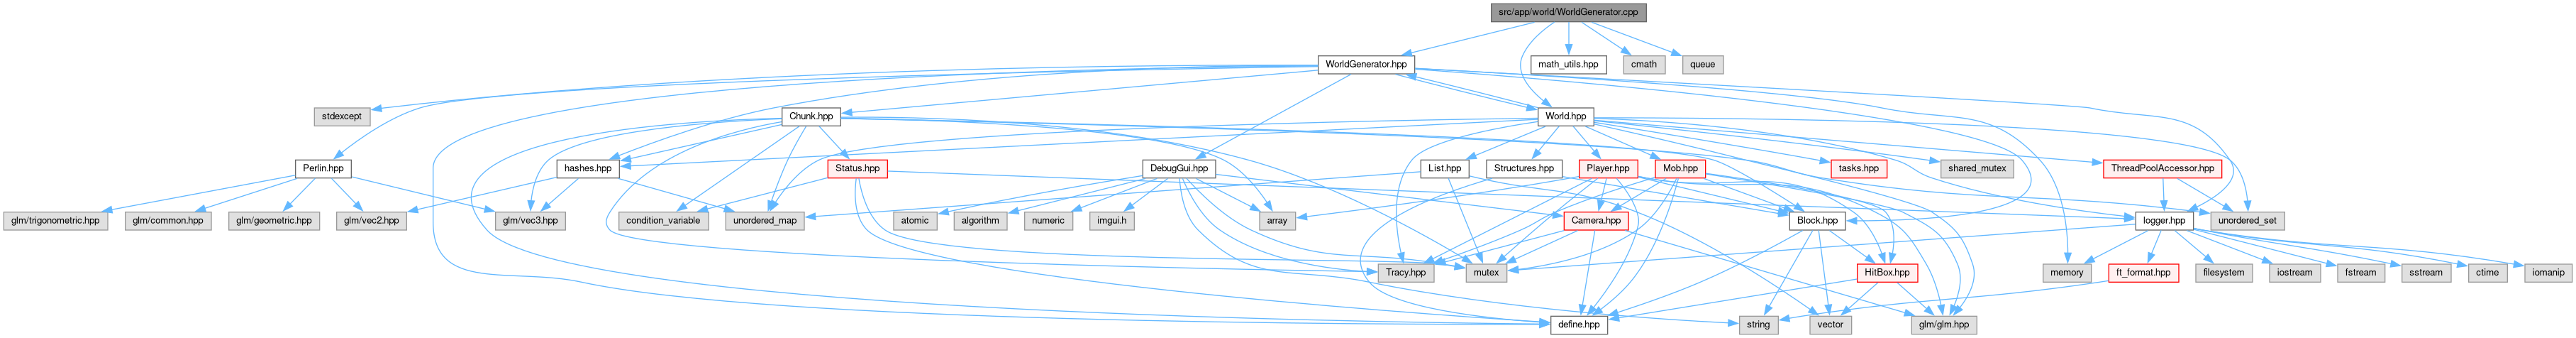 src/app/world/WorldGenerator.cpp
WorldGenerator.hpp
math_utils.hpp
cmath
queue
stdexcept
Chunk.hpp
World.hpp
Perlin.hpp
hashes.hpp
Status.hpp
DebugGui.hpp
List.hpp
Structures.hpp
Player.hpp
Mob.hpp
tasks.hpp
shared_mutex
ThreadPoolAccessor.hpp
glm/trigonometric.hpp
glm/common.hpp
glm/geometric.hpp
glm/vec2.hpp
glm/vec3.hpp
condition_variable
unordered_map
atomic
algorithm
numeric
imgui.h
array
Camera.hpp
Block.hpp
logger.hpp
unordered_set
Tracy.hpp
mutex
HitBox.hpp
memory
ft_format.hpp
filesystem
iostream
fstream
sstream
ctime
iomanip
define.hpp
string
vector
glm/glm.hpp